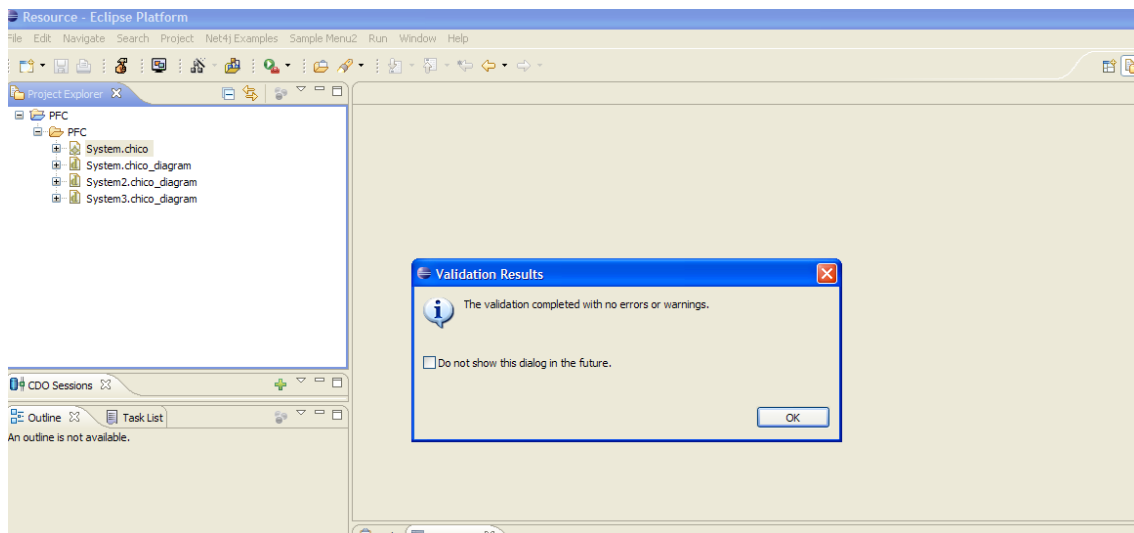 Resource - Eclipse Platform
File Edit Navigate Search Project Net4j Examples Sample Menu2 Run Window Help
Project Explorer
PFC
PFC
System.chico
System.chico_diagram
System2.chico_diagram
System3.chico_diagram
Validation Results
The validation completed with no errors or warnings.
Do not show this dialog in the future.
OK
CDO Sessions
Outline Task List
An outline is not available.